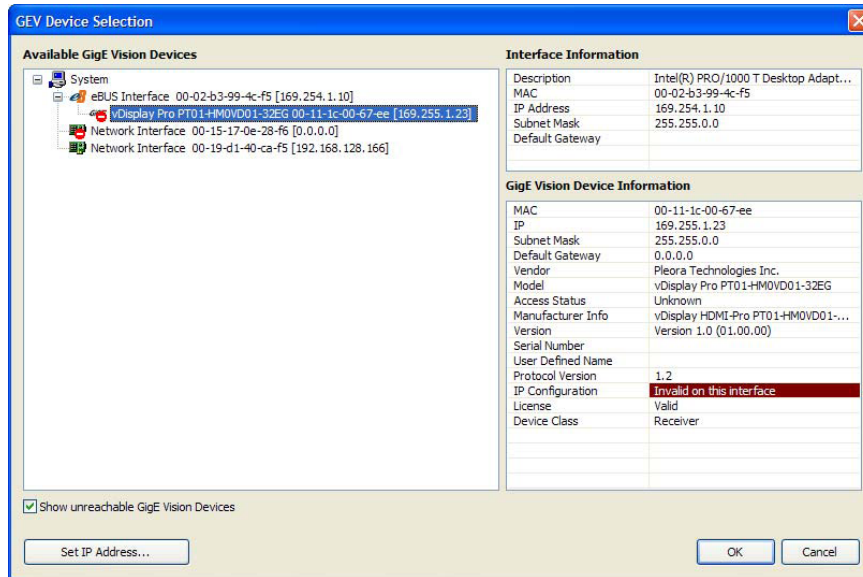 GEV Device Selection
Available GigE Vision Devices
System
eBUS Interface 00-02-b3-99-4c-f5 [169.254.1.10]
vDisplay Pro PT01-HM0VD01-32EG 00-11-1c-00-67-ee [169.255.1.23]
Network Interface 00-15-17-0e-28-f6 [0.0.0.0]
Network Interface 00-19-d1-40-ca-f5 [192.168.128.166]
Show unreachable GigE Vision Devices
Set IP Address...
Interface Information
Description Intel(R) PRO/1000 T Desktop Adapt...
MAC 00-02-b3-99-4c-f5
IP Address 169.254.1.10
Subnet Mask 255.255.0.0
Default Gateway
GigE Vision Device Information
MAC 00-11-1c-00-67-ee
IP 169.255.1.23
Subnet Mask 255.255.0.0
Default Gateway 0.0.0.0
Vendor Pleora Technologies Inc.
Model vDisplay Pro PT01-HM0VD01-32EG
Access Status Unknown
Manufacturer Info vDisplay HDMI-Pro PT01-HM0VD01-...
Version Version 1.0 (01.00.00)
Serial Number
User Defined Name
Protocol Version 1.2
IP Configuration Invalid on this interface
License Valid
Device Class Receiver
OK Cancel